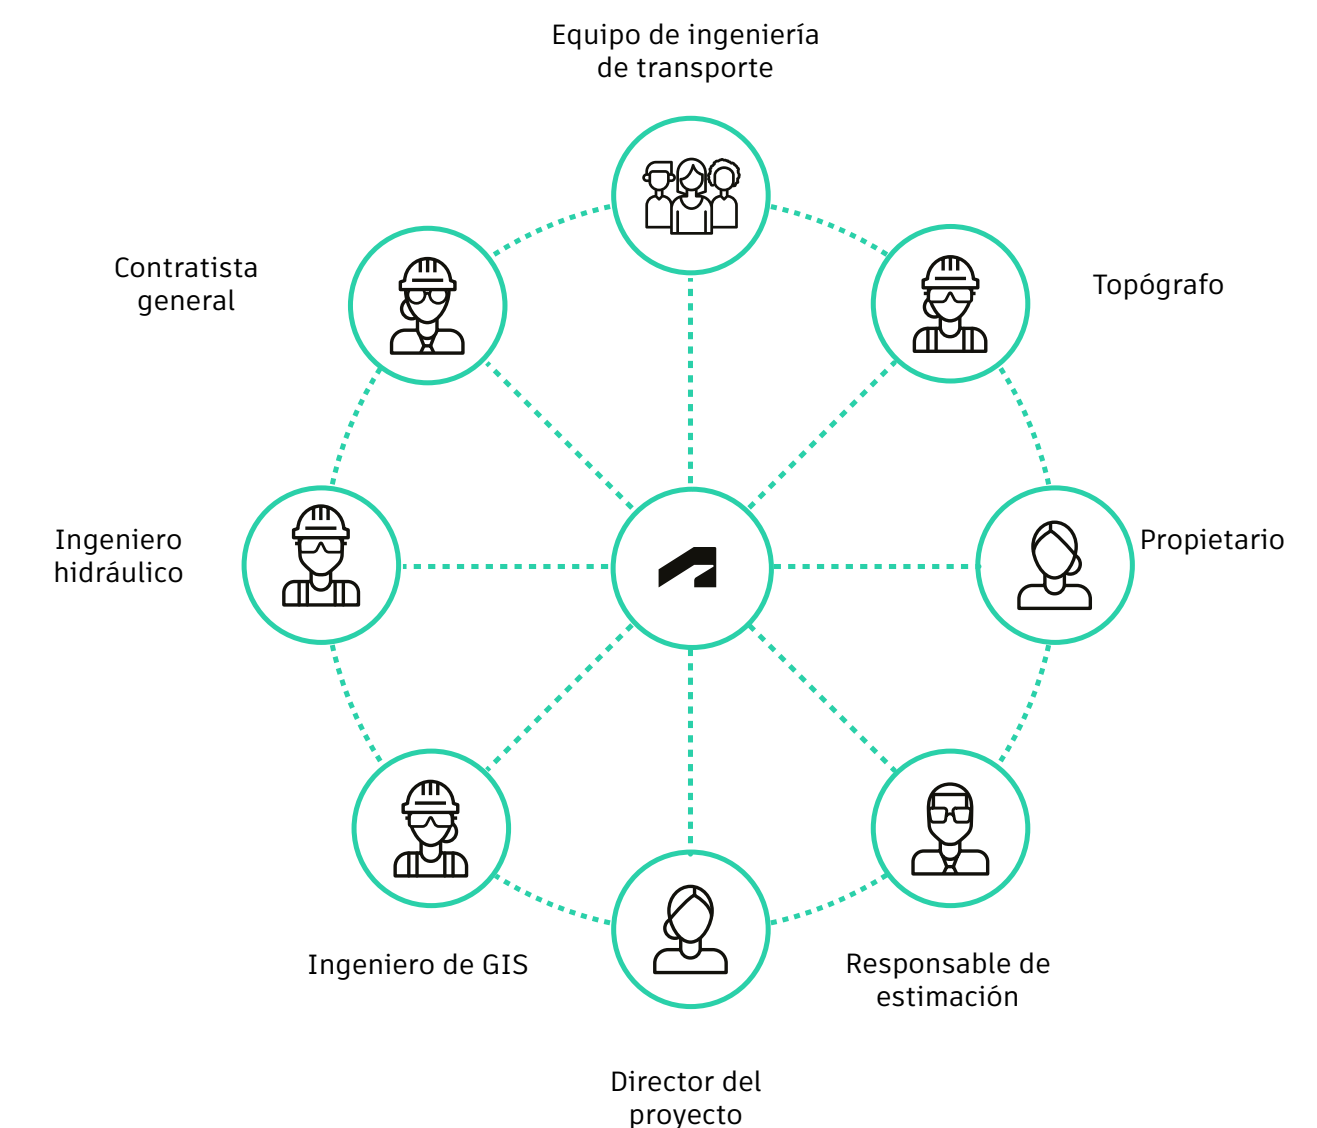 Equipo de ingeniería
de transporte
Contratista
general
Topógrafo
Ingeniero
hidráulico
Propietario
Ingeniero de GIS
Responsable de
estimación
Director del
proyecto